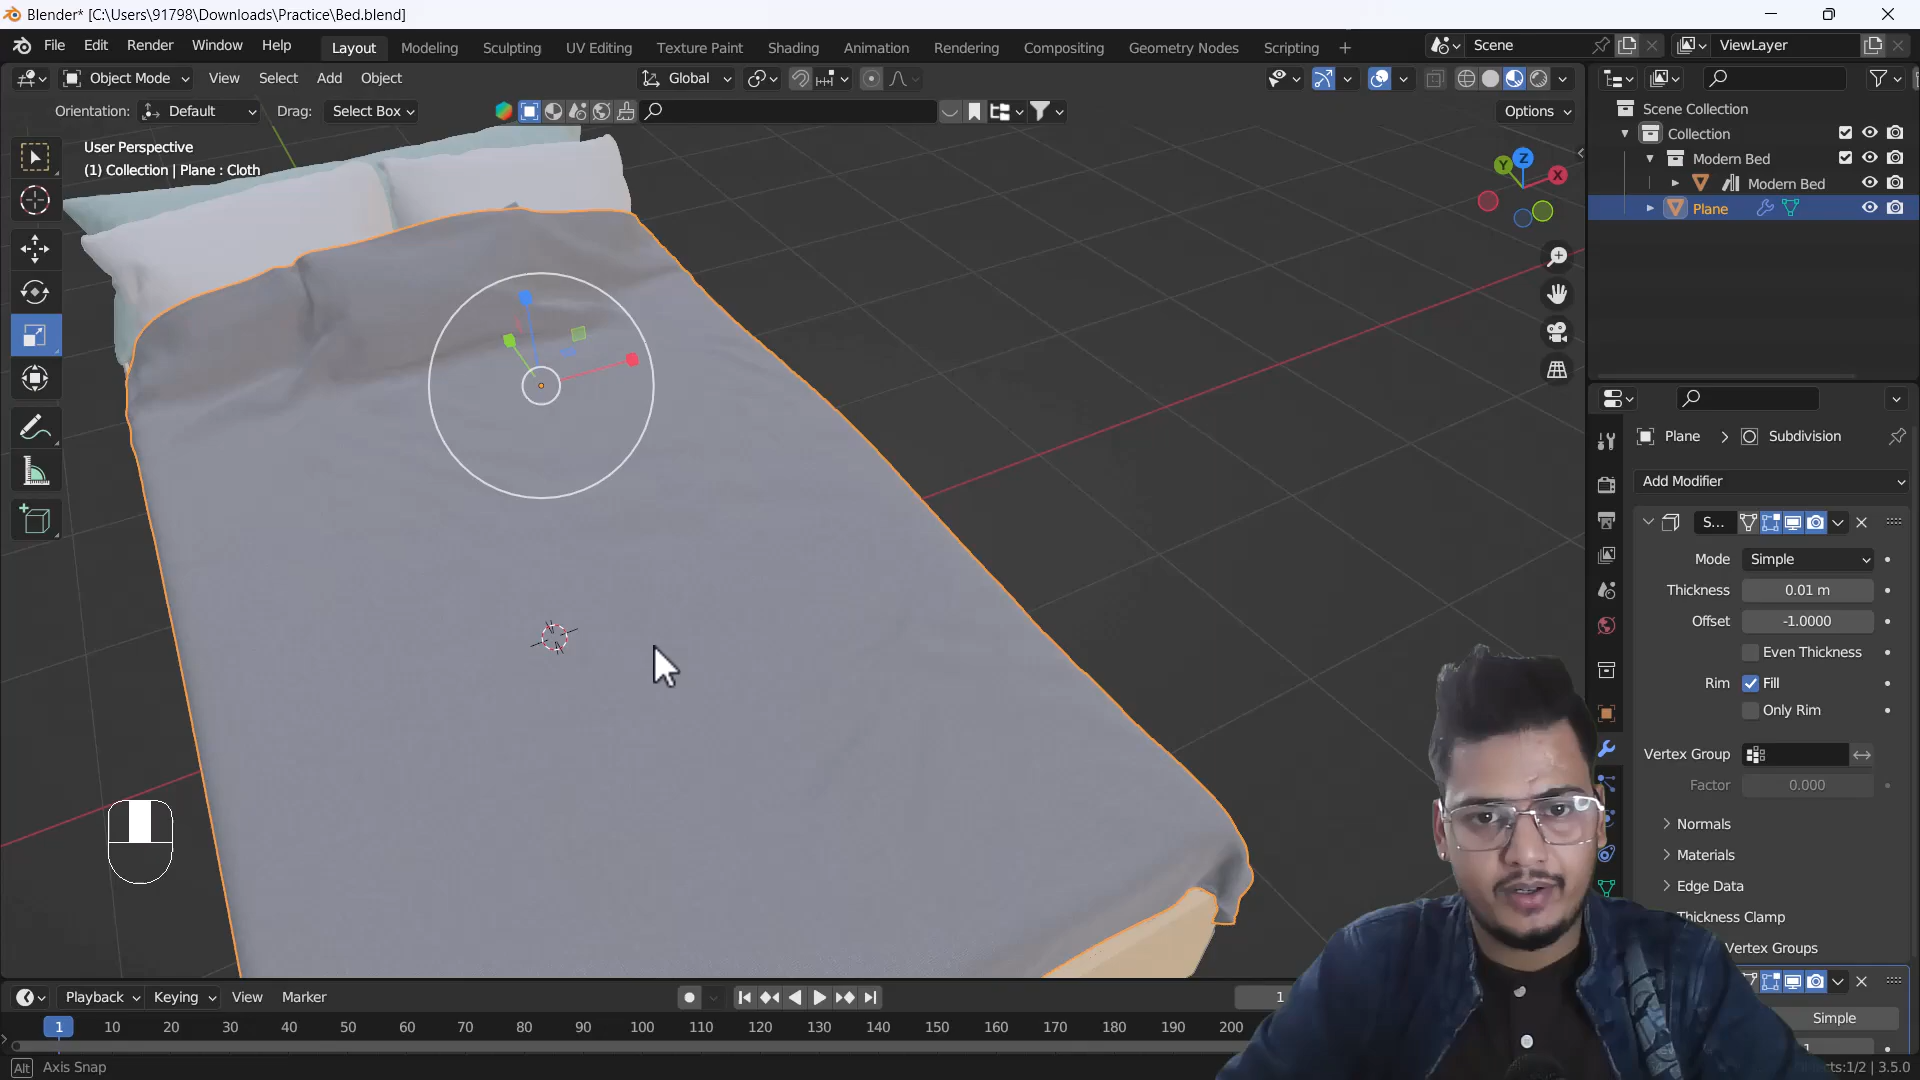 Blender* [C:\Users\91798\Downloads\Practice\Bed.blend]
File Edit Render Window Help Layout Modeling Sculpting UV Editing Texture Paint Shading Animation Rendering Compositing Geometry Nodes Scripting + Scene ViewLayer
Object Mode View Select Add Object Global
Orientation: Default Drag: Select Box Options
User Perspective
(1) Collection | Plane : Cloth
Z
Y
X
Scene Collection
Collection
Modern Bed
Modern Bed
Plane
Plane > Subdivision
Add Modifier
S...
Mode Simple
Thickness 0.01 m
Offset -1.0000
Even Thickness
Rim Fill
Only Rim
Vertex Group
Factor 0.000
Normals
Materials
Edge Data
Thickness Clamp
Vertex Groups
Simple
Playback Keying View Marker 1
1 10 20 30 40 50 60 70 80 90 100 110 120 130 140 150 160 170 180 190 200
Alt Axis Snap
:1/2 | 3.5.0